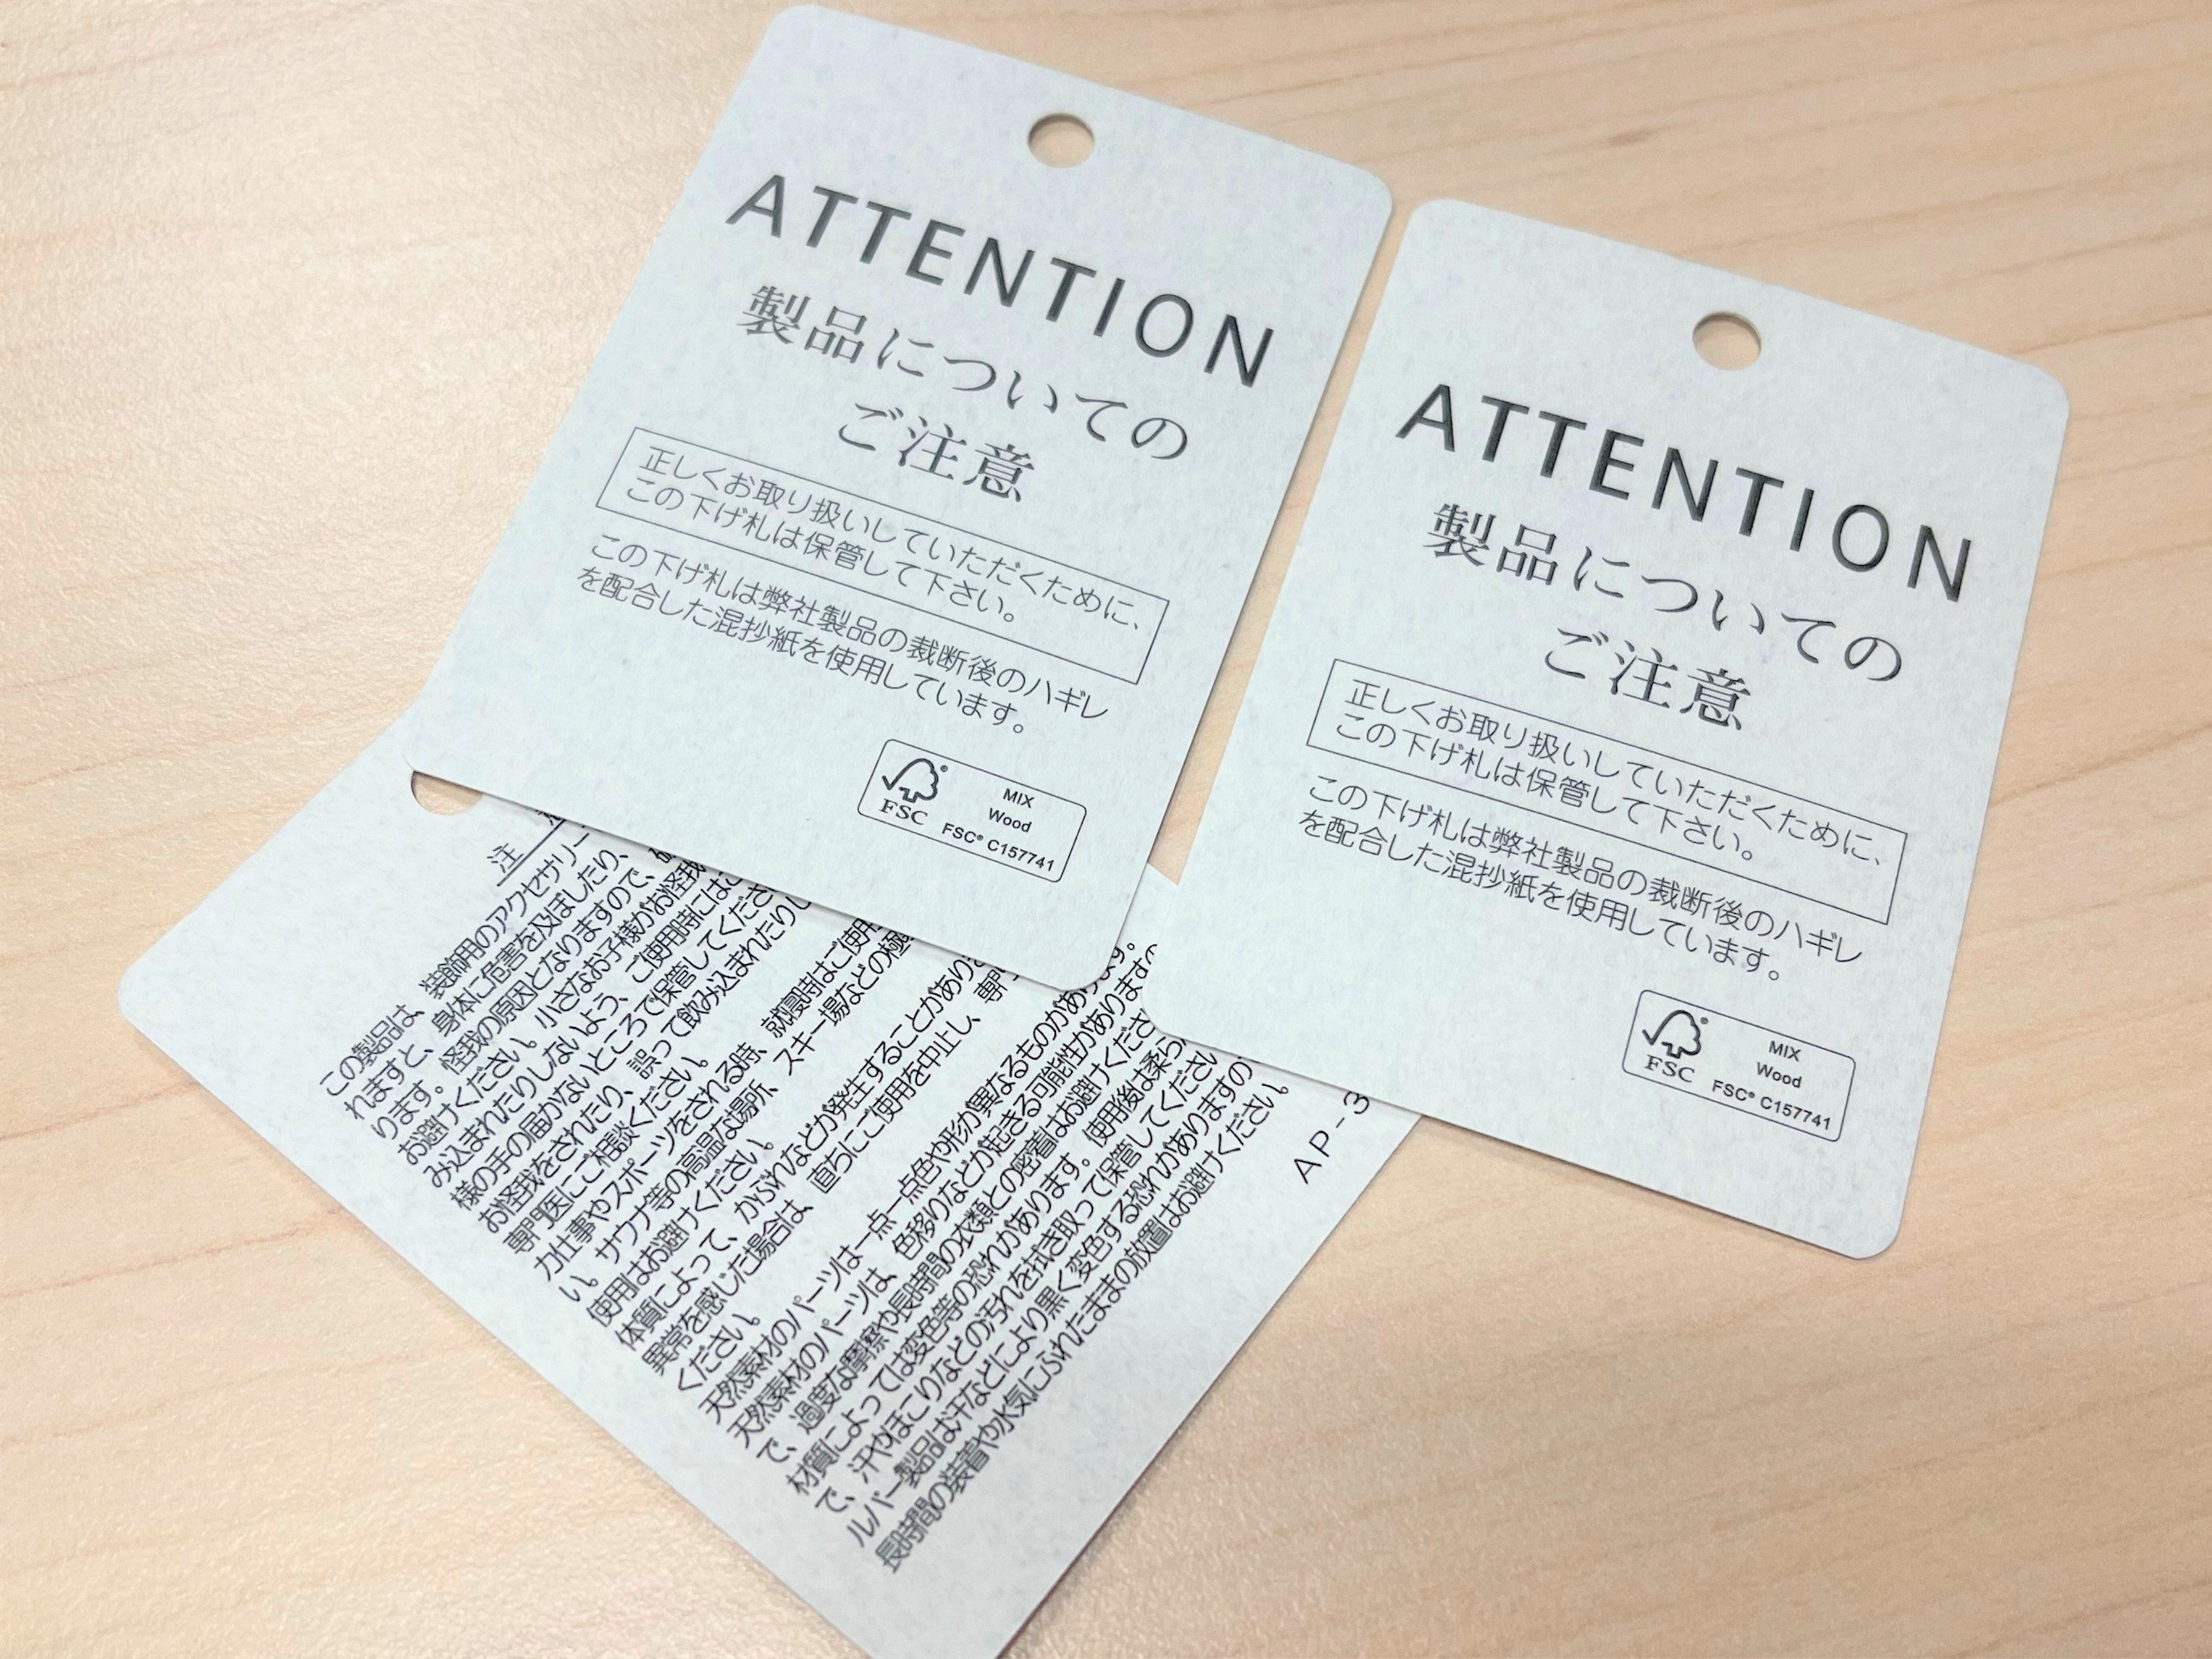 ATTENTION
製品についての
ご注意
正しくお取り扱いしていただくために、
この下げ札は保管して下さい。
この下げ札は弊社製品の裁断後のハギレ
を配合した混抄紙を使用しています。
FSC®
MIX
Wood
FSC® C157741
ATTENTION
製品についての
ご注意
正しくお取り扱いしていただくために、
この下げ札は保管して下さい。
この下げ札は弊社製品の裁断後のハギレ
を配合した混抄紙を使用しています。
FSC®
MIX
Wood
FSC® C157741
注
この製品は、装飾用のアクセサリー
れますと、身体に危害を及ぼしたり、
ります。怪我の原因となりますので、
お避けください。小さなお子様がお怪我
み込まれたりしないよう、ご使用時には
様の手の届かないところで保管してくださ
お怪我をされたり、誤って飲み込まれたりし
専門医にご相談ください。
力仕事やスポーツをされる時、就寝時はご使用
い。サウナ等の高温な場所、スキー場などの極
使用はお避けください。
体質によって、かぶれなどが発生することがあり
異常を感じた場合は、直ちにご使用を中止し、専
ください。
天然素材のパーツは一点一点色や形が異なるものがあります。
天然素材のパーツは、色移りなどが起きる可能性がありますの
で、過度な摩擦や長時間の衣類との密着はお避けくださ
材質によっては変色等の恐れがあります。使用後は柔ら
で、汗やほこりなどの汚れを拭き取って保管してくださ
ルバー製品は汗などにより黒く変色する恐れがありますの
長時間の装着や水気にふれたままの放置はお避けください。
AP-3